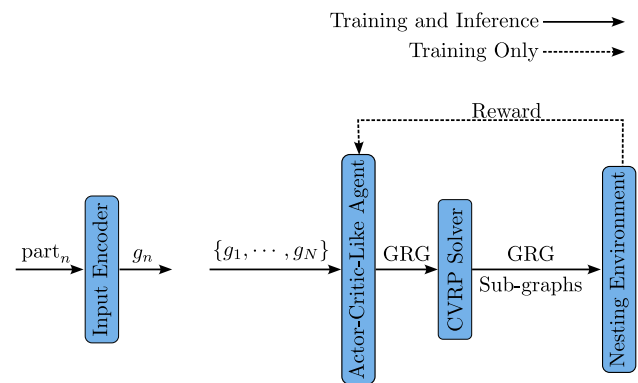 Training and Inference
Training Only
Reward
part_n
Input Encoder
g_n
{g_1, ⋯ , g_N}
Actor-Critic-Like Agent
GRG
CVRP Solver
GRG
Sub-graphs
Nesting Environment